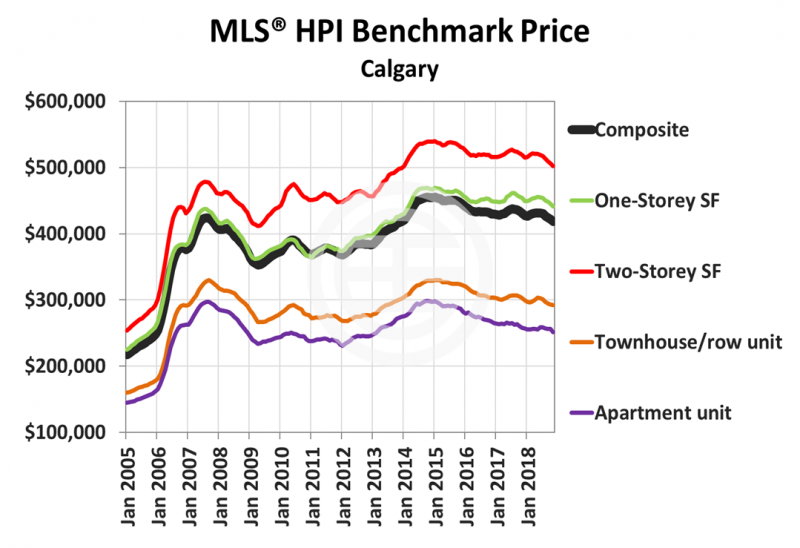 MLS® HPI Benchmark Price
Calgary
$600,000
$500,000
$400,000
$300,000
$200,000
$100,000
Jan 2005
Jan 2006
Jan 2007
Jan 2008
Jan 2009
Jan 2010
Jan 2011
Jan 2012
Jan 2013
Jan 2014
Jan 2015
Jan 2016
Jan 2017
Jan 2018
Composite
One-Storey SF
Two-Storey SF
Townhouse/row unit
Apartment unit